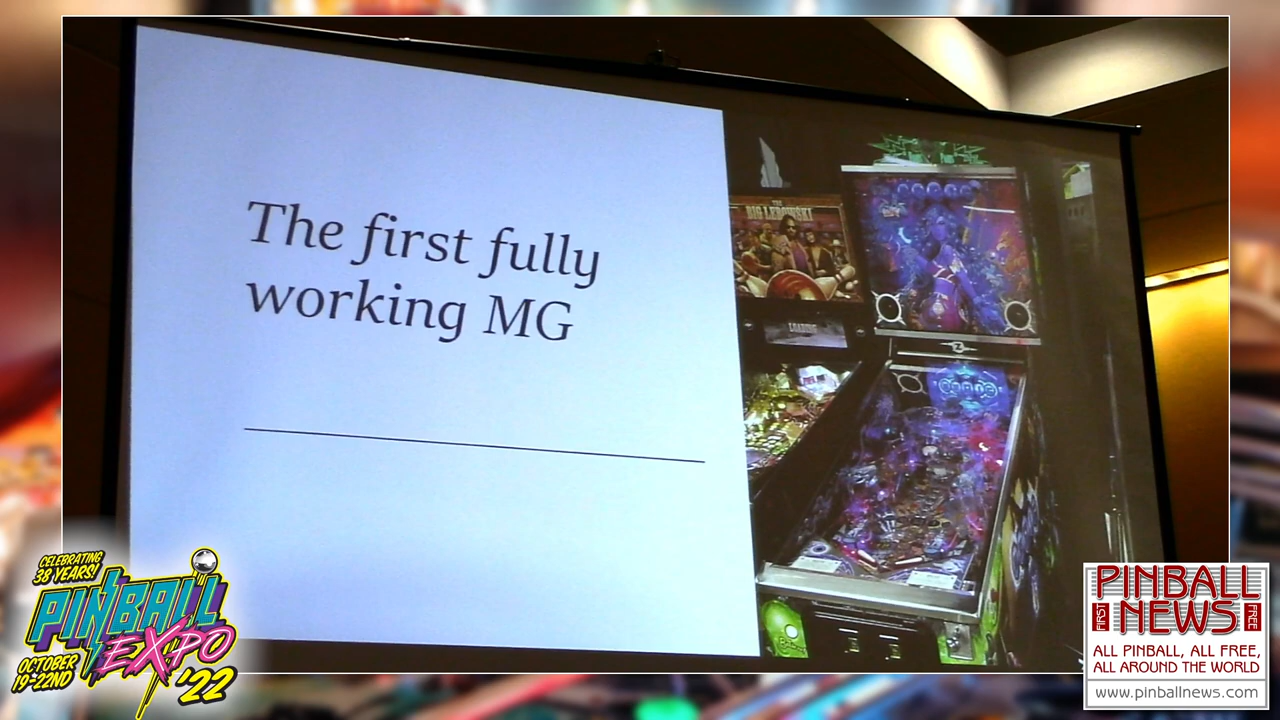 The first fully
working MG
THE
BIG LEBOWSKI
LOADING
CELEBRATING
38 YEARS!
PINBALL
EXPO
OCTOBER
19-22ND
'22
PINBALL
FIRST NEWS FREE
ALL PINBALL, ALL FREE,
ALL AROUND THE WORLD
www.pinballnews.com